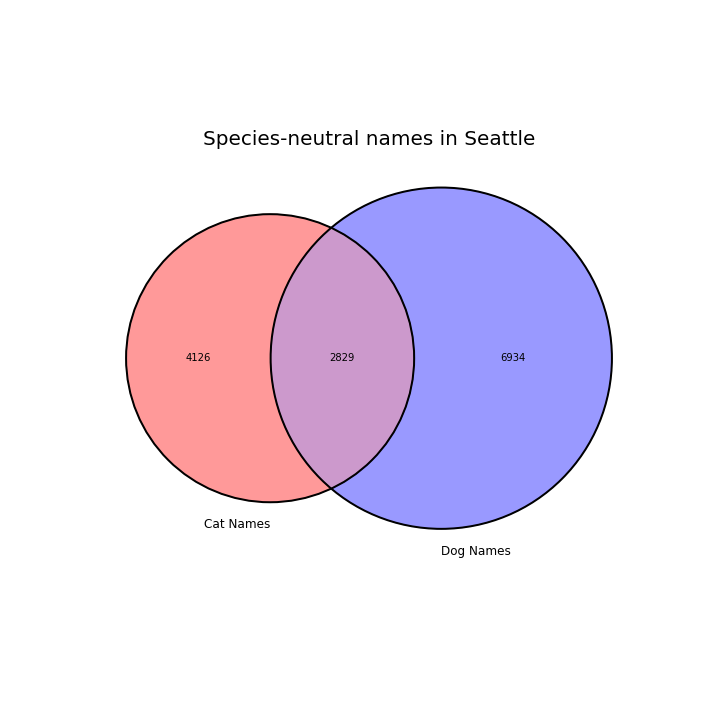 Species-neutral names in Seattle
4126
2829
6934
Cat Names
Dog Names